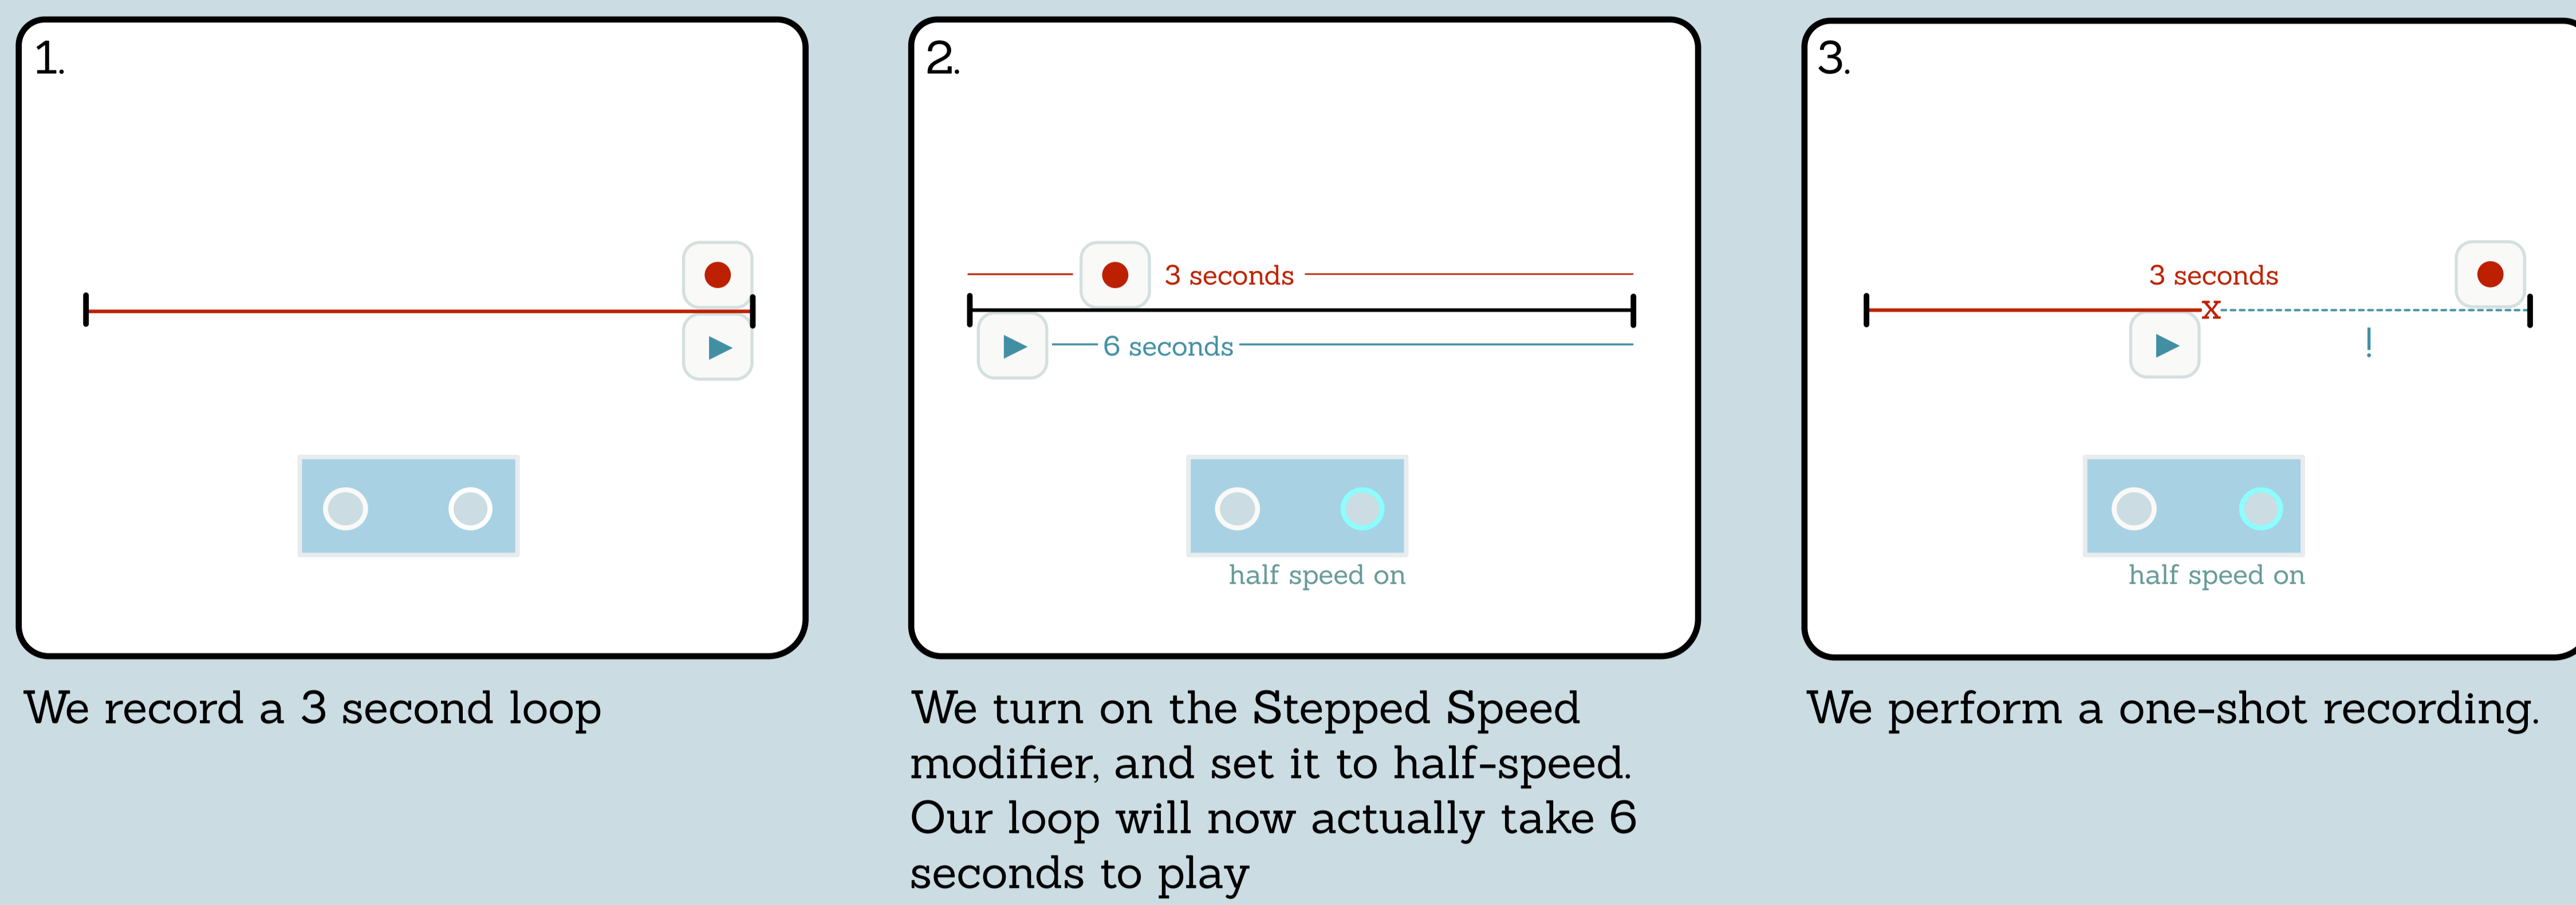 1.
We record a 3 second loop
2.
3 seconds
6 seconds
half speed on
We turn on the Stepped Speed
modifier, and set it to half-speed.
Our loop will now actually take 6
seconds to play
3.
3 seconds
x
!
half speed on
We perform a one-shot recording.